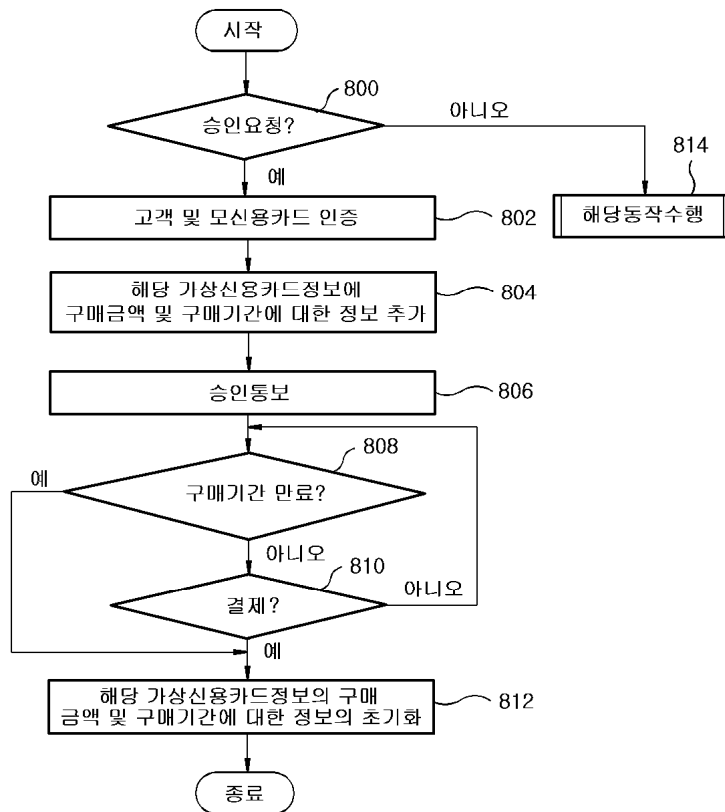 시작
800
승인요청?
아니오
예
814
해당동작수행
고객 및 모신용카드 인증
802
해당 가상신용카드정보에
구매금액 및 구매기간에 대한 정보 추가
804
승인통보
806
808
예
구매기간 만료?
아니오
810
결제?
아니오
예
해당 가상신용카드정보의 구매
금액 및 구매기간에 대한 정보의 초기화
812
종료